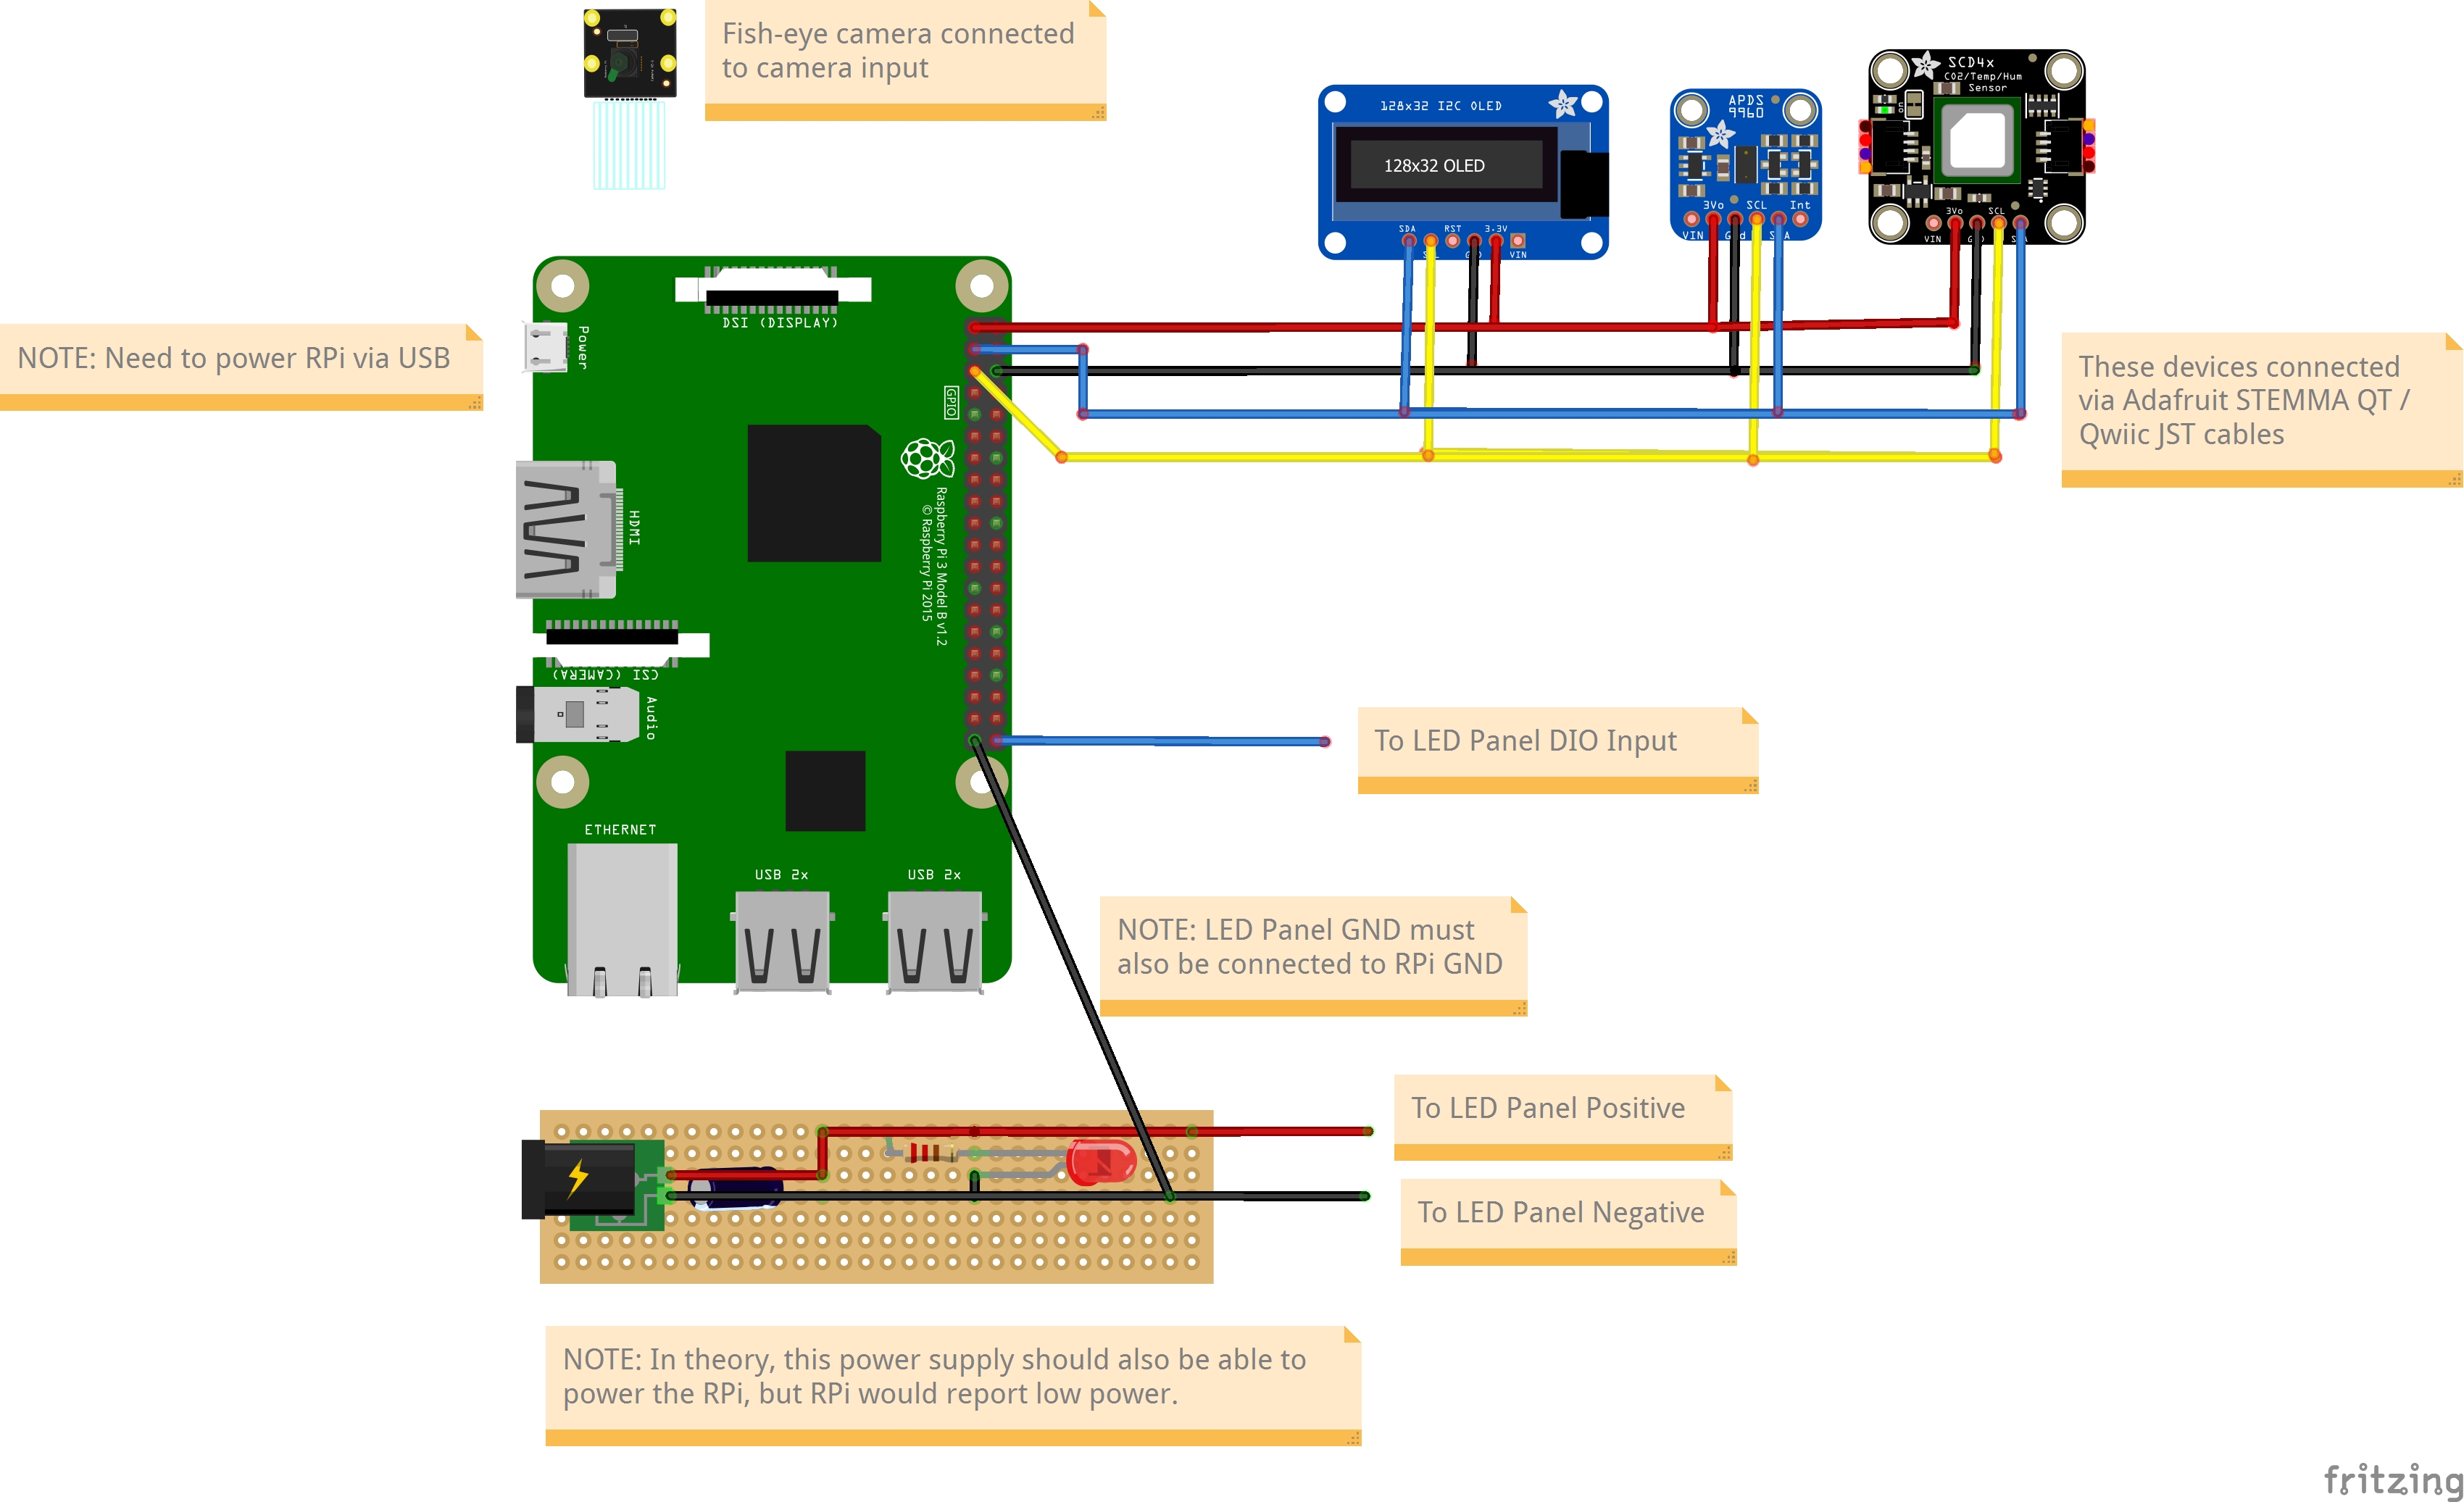 Fish-eye camera connected
to camera input
128x32 I2C OLED
128x32 OLED
SDA
RST
3.3V
GND
VIN
APDS
9960
3Vo
SCL
Int
VIN
SCD4x
CO2/Temp/Hum
Sensor
3Vo
SCL
VIN
DSI (DISPLAY)
Power
NOTE: Need to power RPi via USB
These devices connected
via Adafruit STEMMA QT /
Qwiic JST cables
GPIO
HDMI
Raspberry Pi 3 Model B v1.2
© Raspberry Pi 2015
CSI (CAMERA)
Audio
To LED Panel DIO Input
ETHERNET
USB 2x
USB 2x
NOTE: LED Panel GND must
also be connected to RPi GND
To LED Panel Positive
To LED Panel Negative
NOTE: In theory, this power supply should also be able to
power the RPi, but RPi would report low power.
fritzing